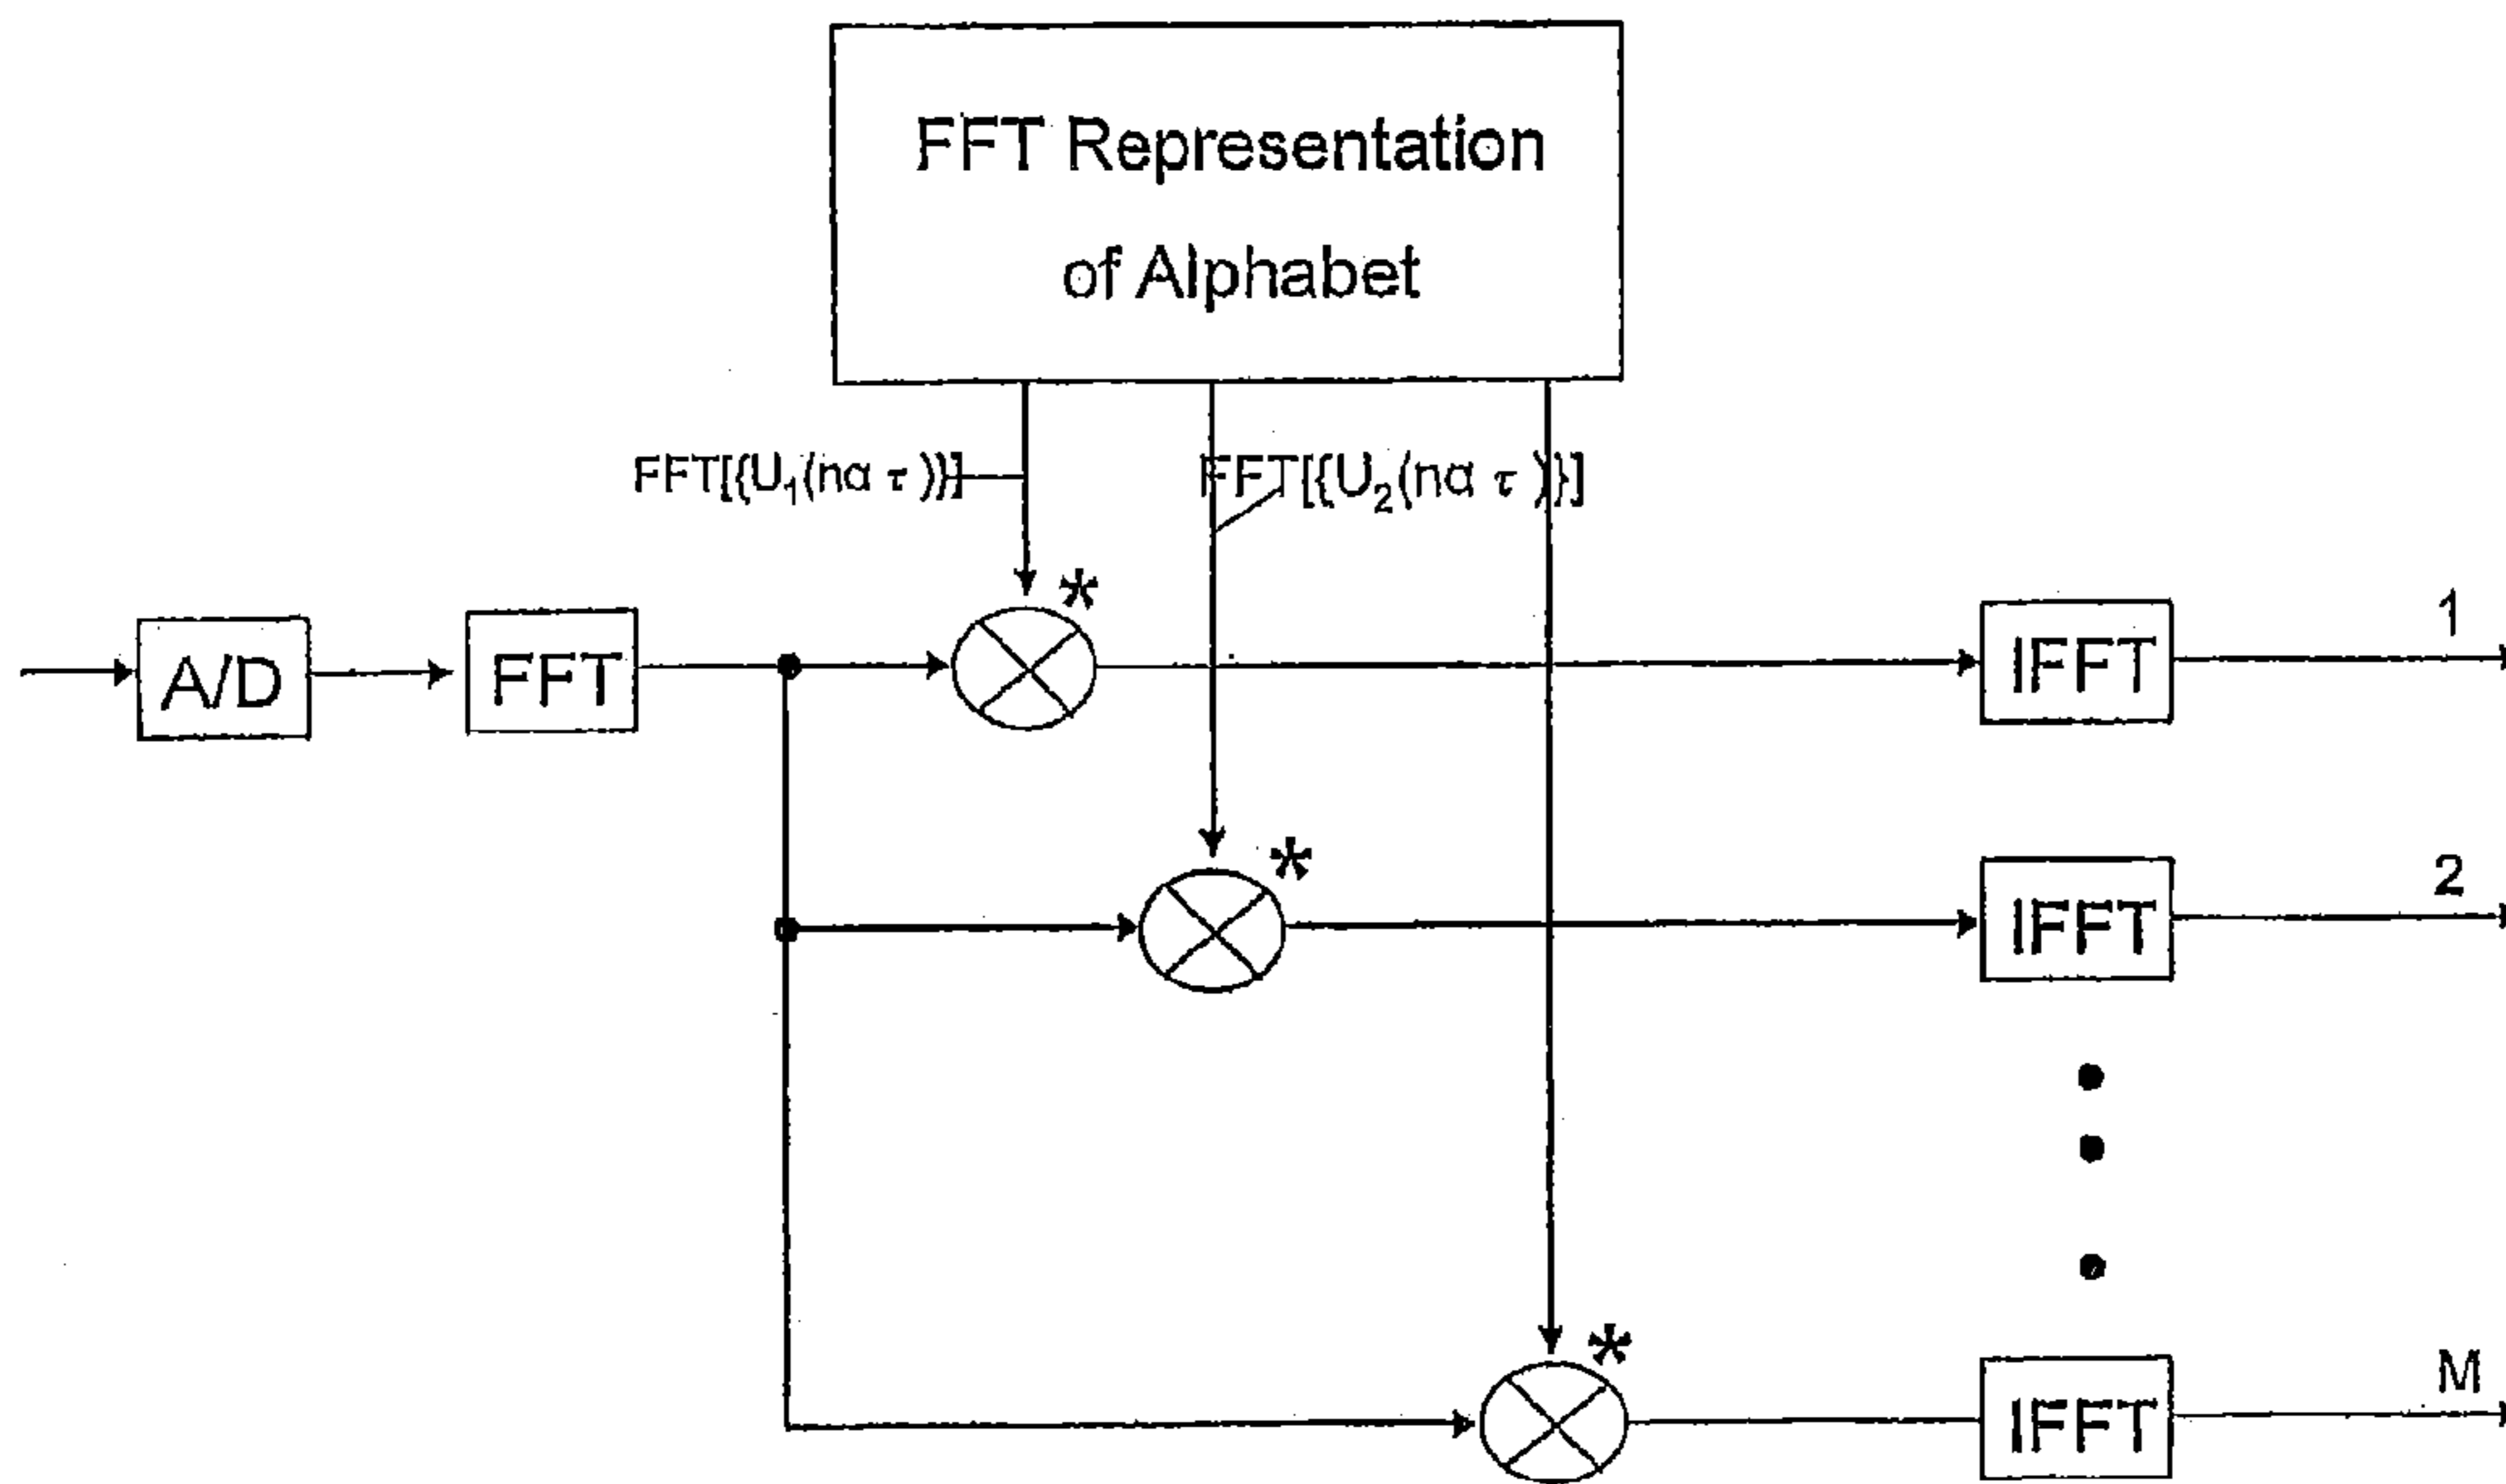 FFT Representation
of Alphabet
FFT[{U₁(nα τ)}]
FFT[{U₂(nα τ)}]
*
A/D
FFT
IFFT
1
*
IFFT
2
*
IFFT
M